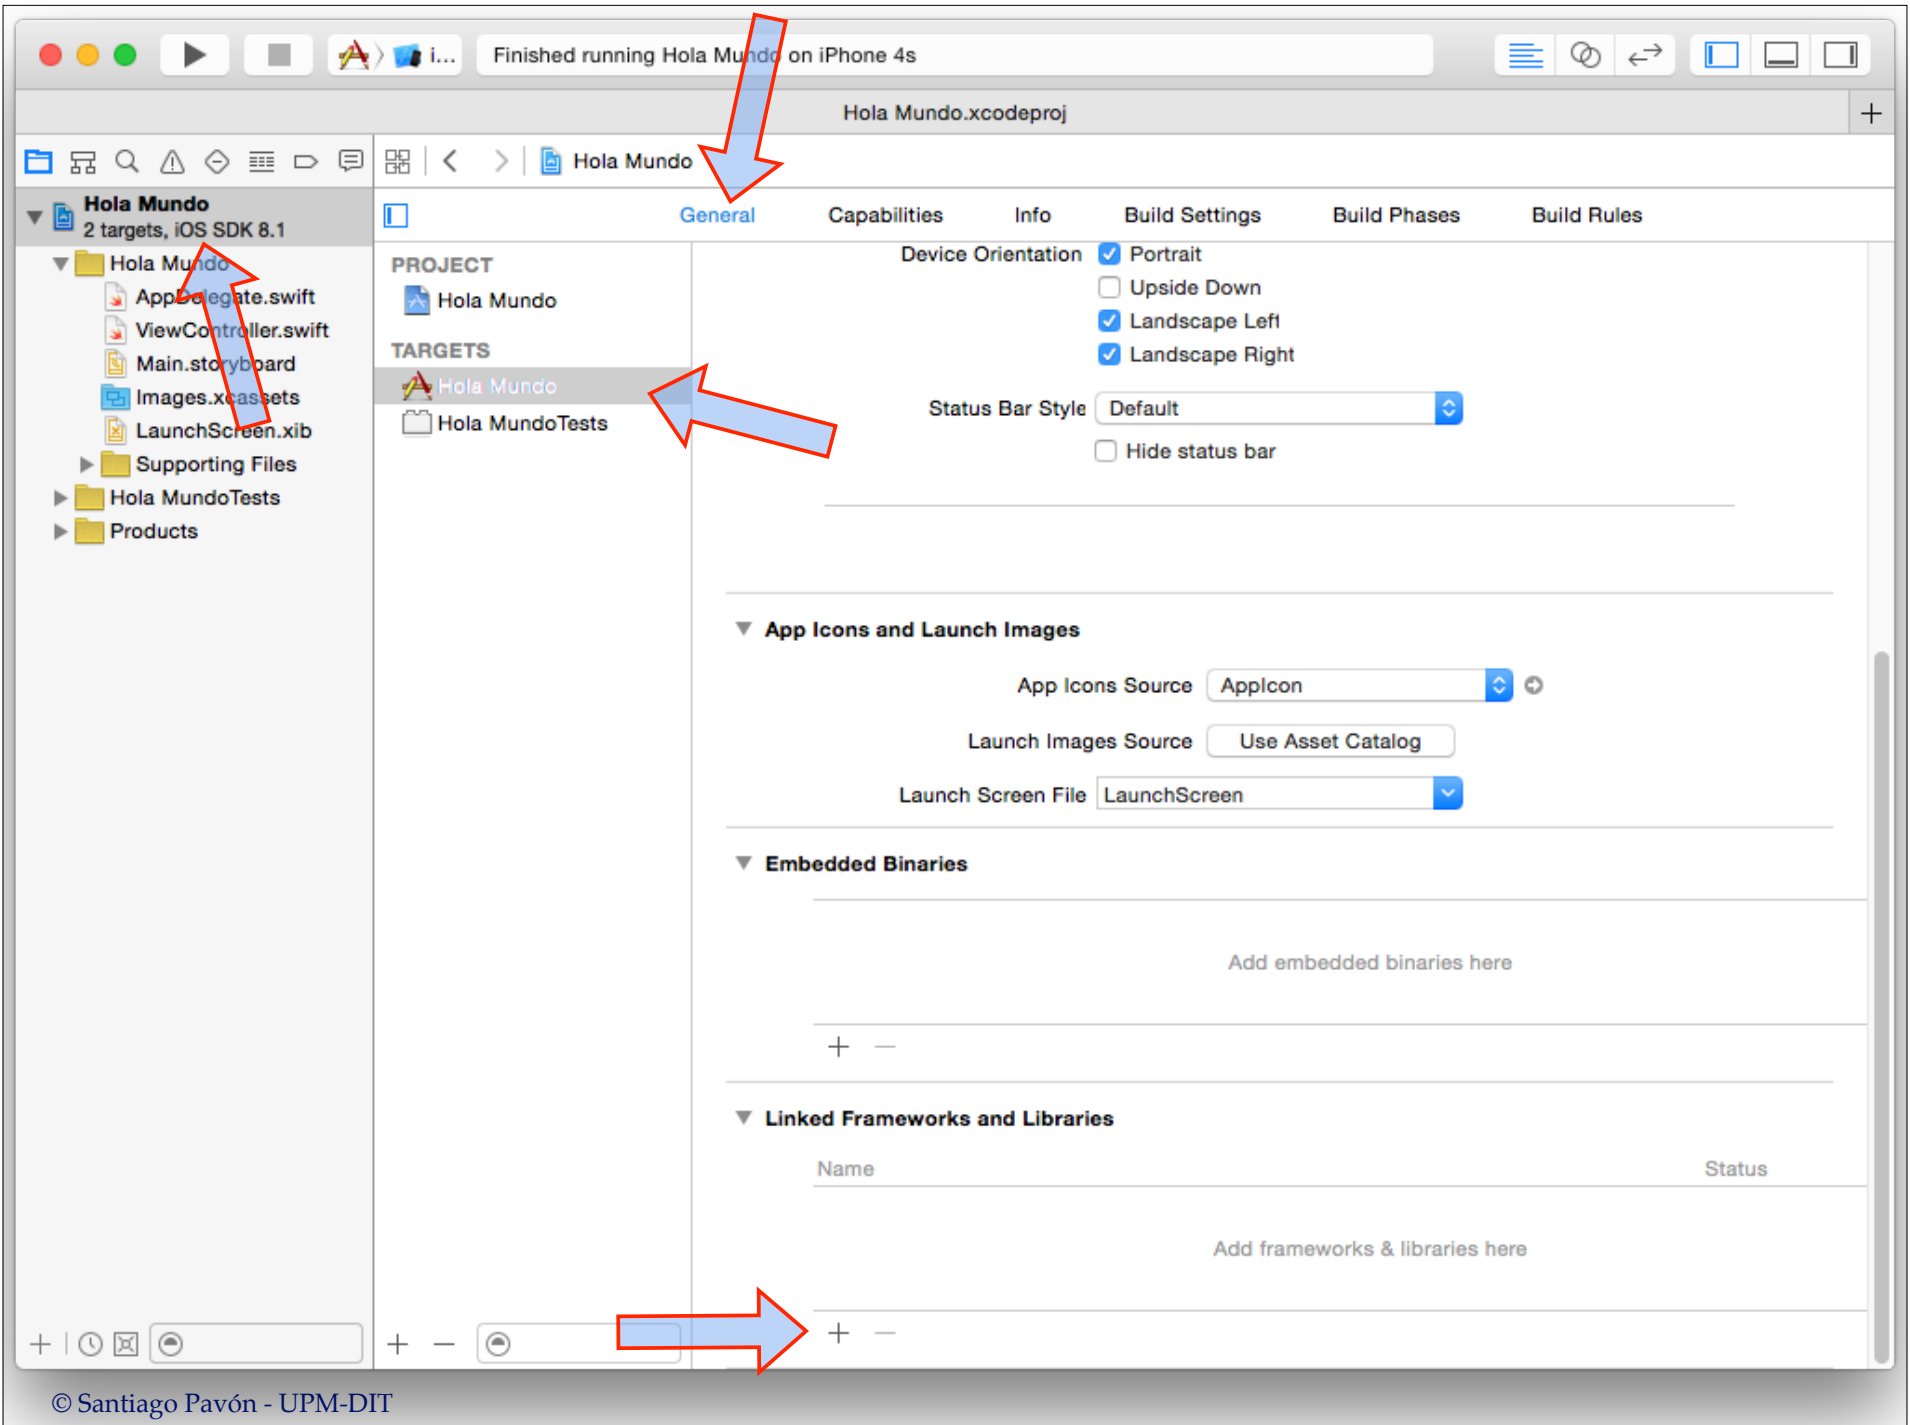 i... Finished running Hola Mundo on iPhone 4s
Hola Mundo.xcodeproj
Hola Mundo
Hola Mundo
2 targets, iOS SDK 8.1
Hola Mundo
AppDelegate.swift
ViewController.swift
Main.storyboard
Images.xcassets
LaunchScreen.xib
Supporting Files
Hola MundoTests
Products
PROJECT
Hola Mundo
TARGETS
Hola Mundo
Hola MundoTests
General Capabilities Info Build Settings Build Phases Build Rules
Device Orientation Portrait
Upside Down
Landscape Left
Landscape Right
Status Bar Style Default
Hide status bar
App Icons and Launch Images
App Icons Source AppIcon
Launch Images Source Use Asset Catalog
Launch Screen File LaunchScreen
Embedded Binaries
Add embedded binaries here
Linked Frameworks and Libraries
Name Status
Add frameworks & libraries here
© Santiago Pavón - UPM-DIT